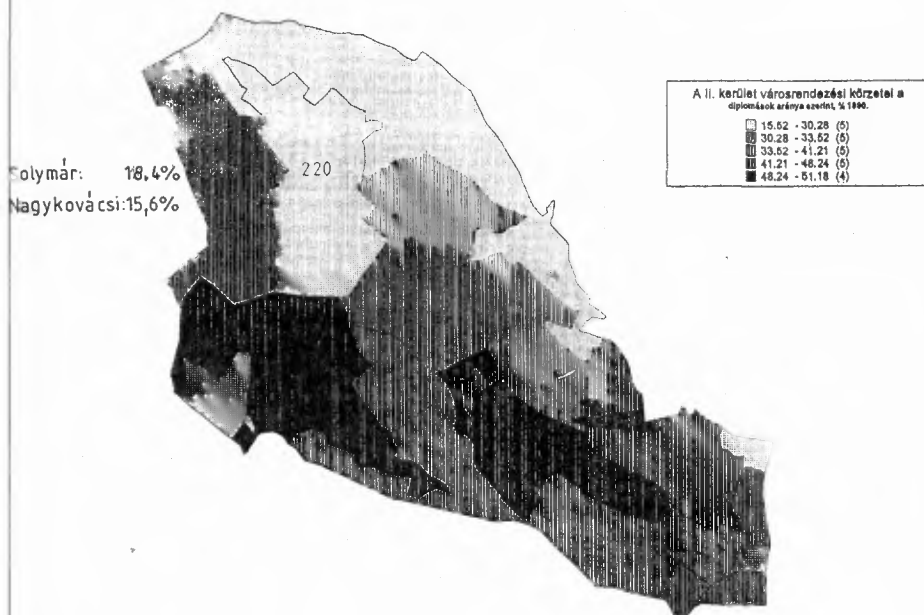 A II. kerület városrendezési körzetei a
diplomások aránya szerint, % 1990.
15.52 - 30.28 (5)
30.28 - 33.52 (5)
33.52 - 41.21 (5)
41.21 - 48.24 (5)
48.24 - 51.18 (4)
Solymár: 18,4%
Nagykovácsi: 15,6%
220